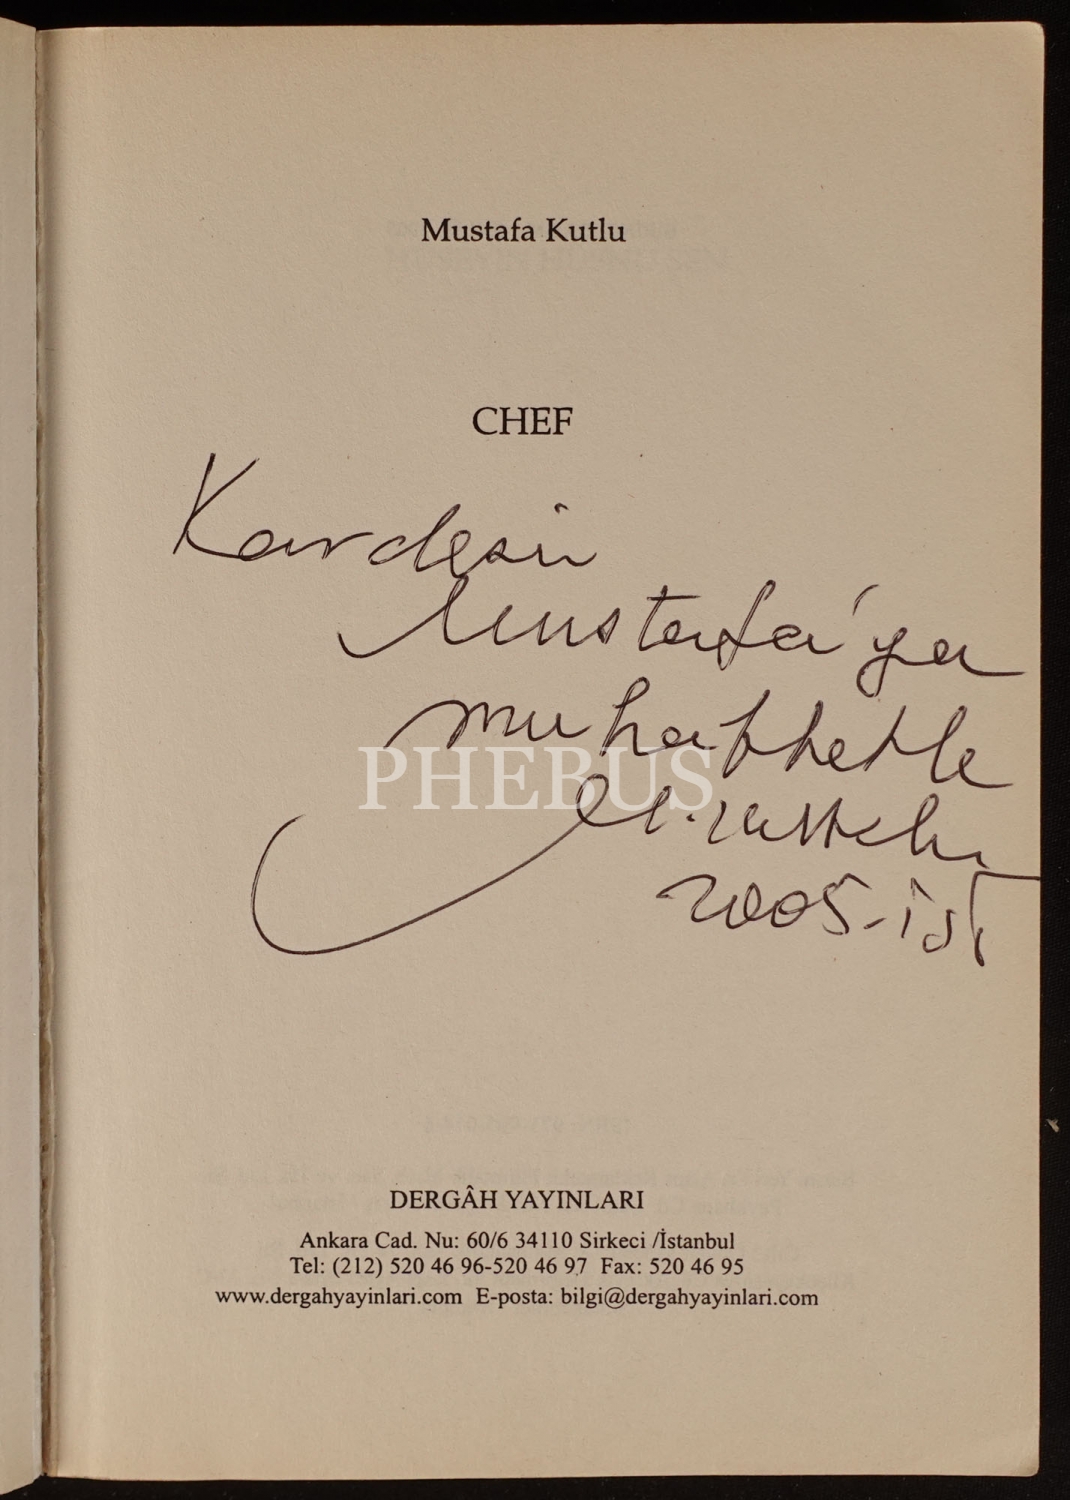 Mustafa Kutlu
CHEF
Kardeşim
Mustafa'ya
muhabbetle
PHEBUS
M. Kutlu
2005-İst
DERGÂH YAYINLARI
Ankara Cad. Nu: 60/6 34110 Sirkeci /İstanbul
Tel: (212) 520 46 96-520 46 97 Fax: 520 46 95
www.dergahyayinlari.com E-posta: bilgi@dergahyayinlari.com